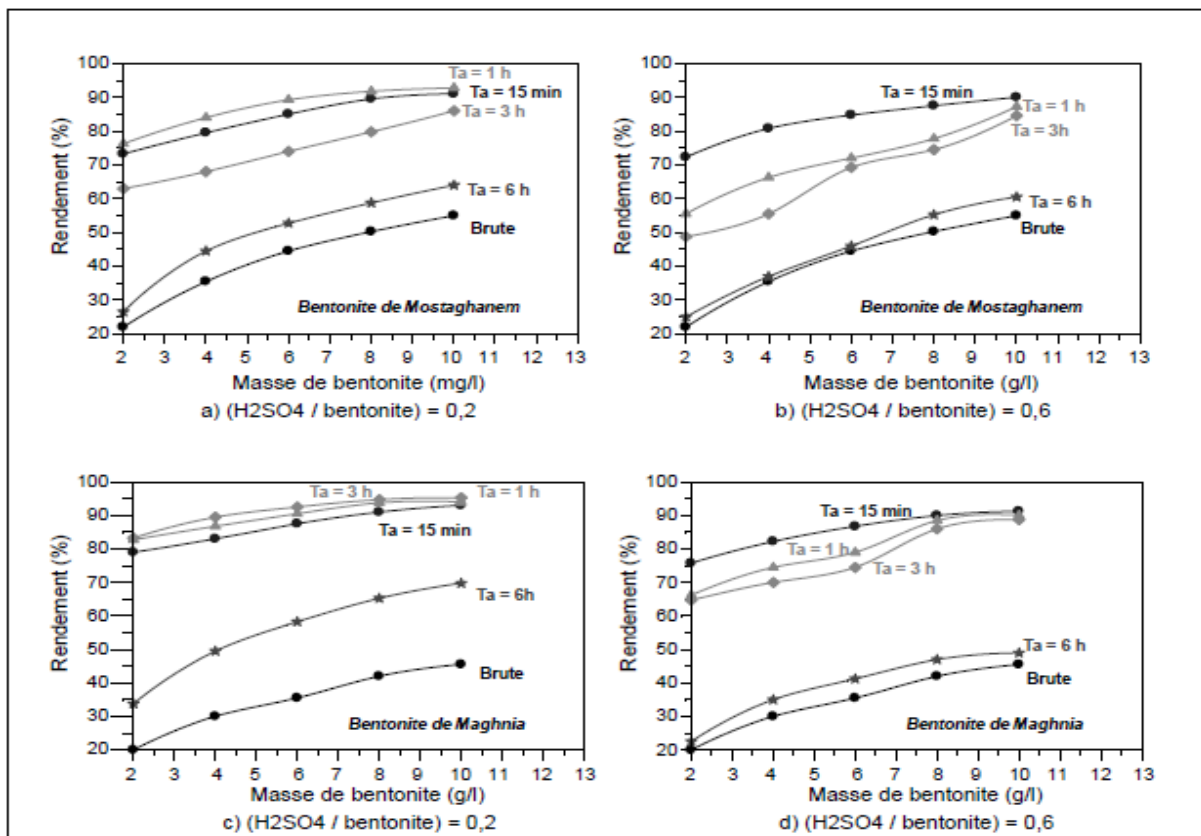 100
90
80
70
60
50
40
30
20
Rendement (%)
Ta = 1 h
Ta = 15 min
Ta = 3 h
Ta = 6 h
Brute
Bentonite de Mostaghanem
2 3 4 5 6 7 8 9 10 11 12 13
Masse de bentonite (mg/l)
a) (H2SO4 / bentonite) = 0,2
100
90
80
70
60
50
40
30
20
Rendement (%)
Ta = 15 min
Ta = 1 h
Ta = 3h
Ta = 6 h
Brute
Bentonite de Mostaghanem
2 3 4 5 6 7 8 9 10 11 12 13
Masse de bentonite (g/l)
b) (H2SO4 / bentonite) = 0,6
100
90
80
70
60
50
40
30
20
Rendement (%)
Ta = 3 h
Ta = 1 h
Ta = 15 min
Ta = 6h
Brute
Bentonite de Maghnia
2 3 4 5 6 7 8 9 10 11 12 13
Masse de bentonite (g/l)
c) (H2SO4 / bentonite) = 0,2
100
90
80
70
60
50
40
30
20
Rendement (%)
Ta = 15 min
Ta = 1 h
Ta = 3 h
Ta = 6 h
Brute
Bentonite de Maghnia
2 3 4 5 6 7 8 9 10 11 12 13
Masse de bentonite (g/l)
d) (H2SO4 / bentonite) = 0,6